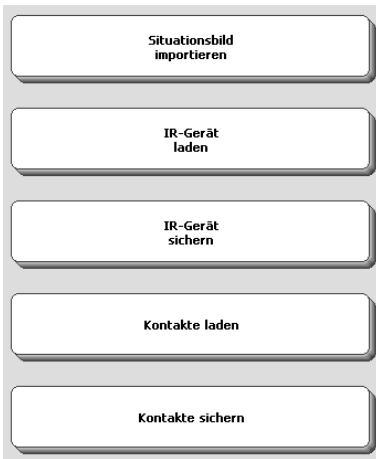 Situationsbild
importieren
IR-Gerät
laden
IR-Gerät
sichern
Kontakte laden
Kontakte sichern